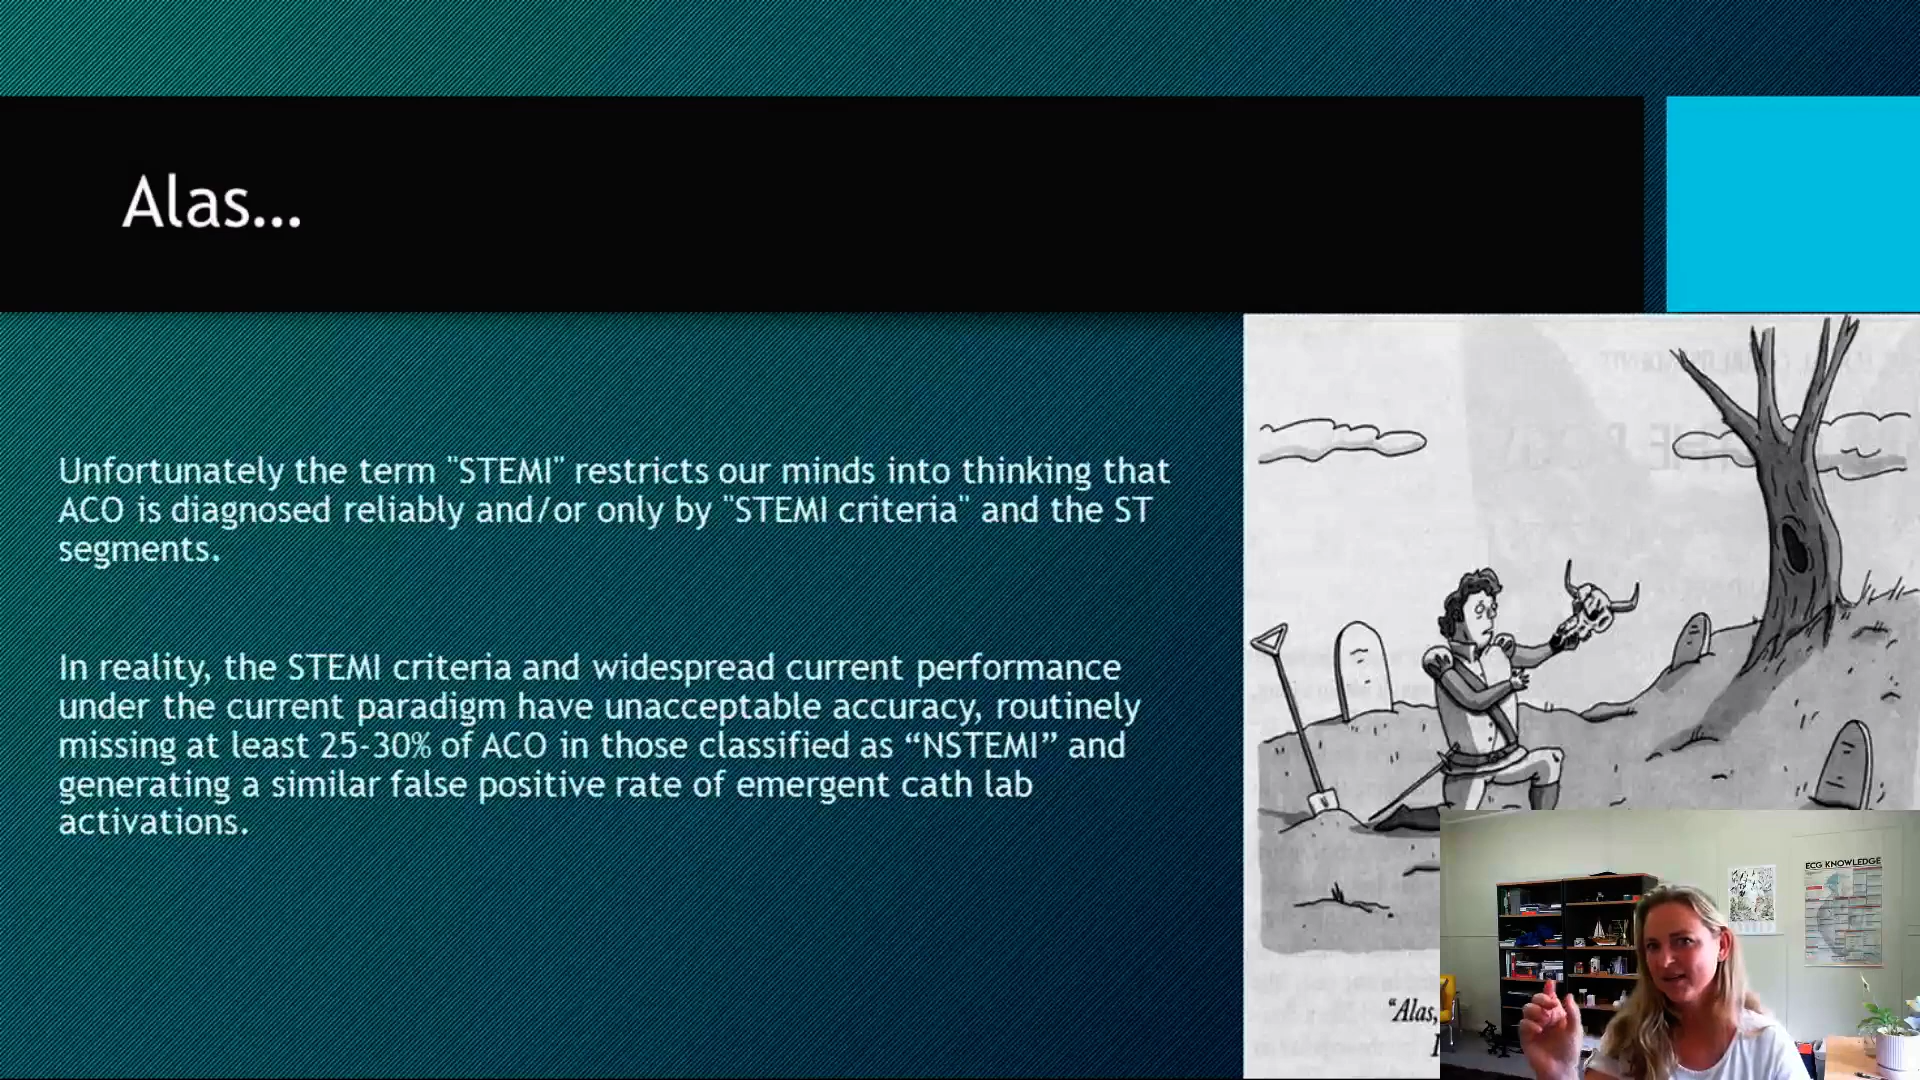 Alas...
Unfortunately the term "STEMI" restricts our minds into thinking that
ACO is diagnosed reliably and/or only by "STEMI criteria" and the ST
segments.
In reality, the STEMI criteria and widespread current performance
under the current paradigm have unacceptable accuracy, routinely
missing at least 25-30% of ACO in those classified as “NSTEMI” and
generating a similar false positive rate of emergent cath lab
activations.
ECG KNOWLEDGE
“Alas,